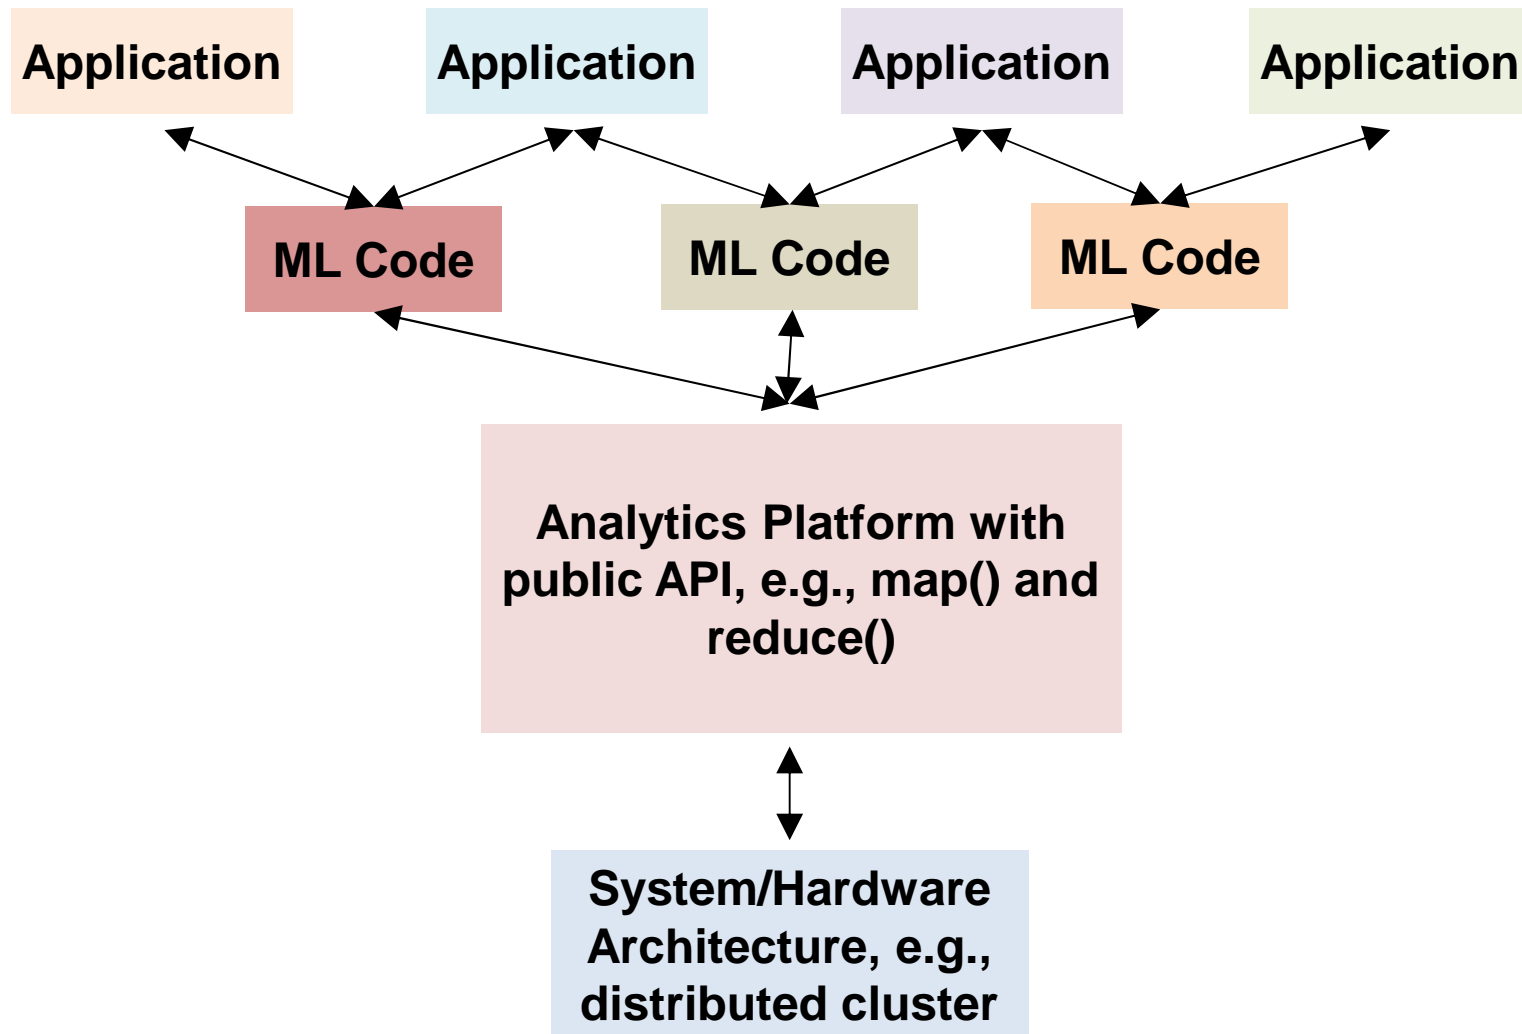 Application
Application
Application
Application
ML Code
ML Code
ML Code
Analytics Platform with
public API, e.g., map() and
reduce()
System/Hardware
Architecture, e.g.,
distributed cluster